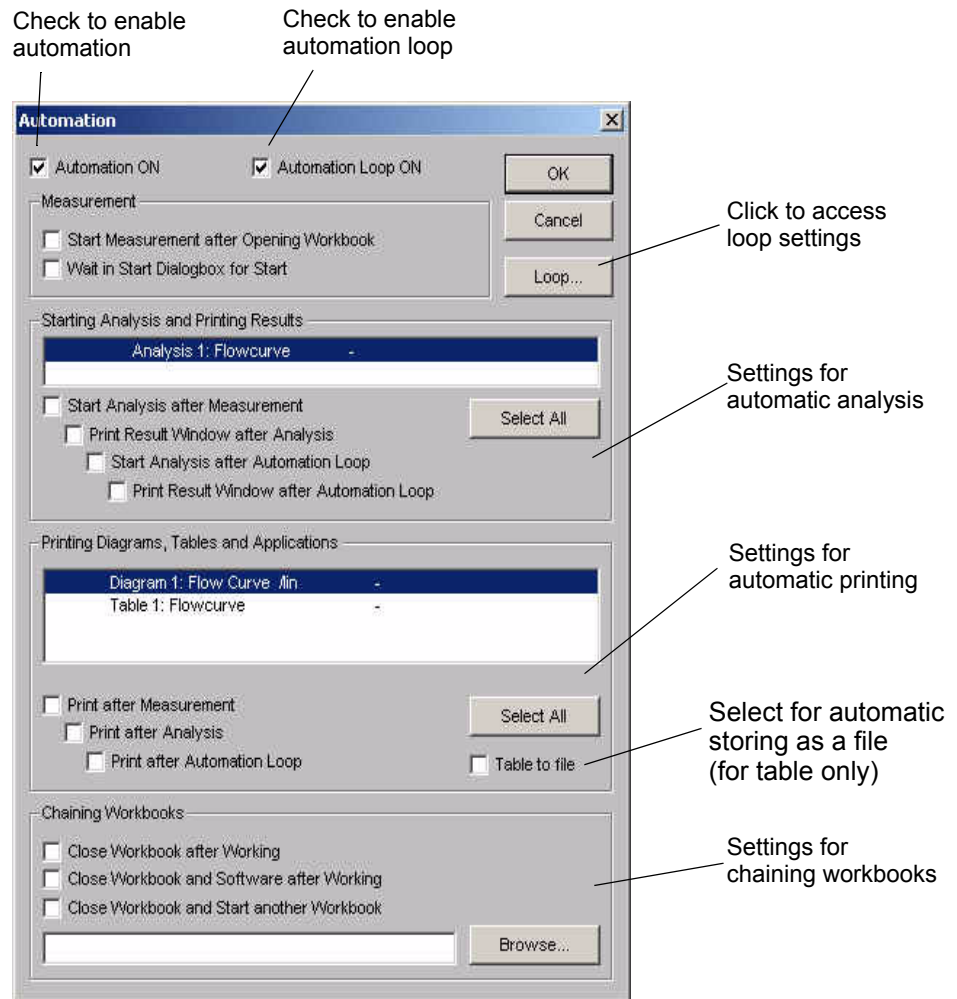 Check to enable
automation
Check to enable
automation loop
Automation
Automation ON
Automation Loop ON
OK
Measurement
Cancel
Start Measurement after Opening Workbook
Wait in Start Dialogbox for Start
Loop...
Click to access
loop settings
Starting Analysis and Printing Results
Analysis 1: Flowcurve -
Start Analysis after Measurement
Select All
Print Result Window after Analysis
Start Analysis after Automation Loop
Print Result Window after Automation Loop
Settings for
automatic analysis
Printing Diagrams, Tables and Applications
Diagram 1: Flow Curve /lin -
Table 1: Flowcurve -
Settings for
automatic printing
Print after Measurement
Select All
Print after Analysis
Print after Automation Loop
Table to file
Select for automatic
storing as a file
(for table only)
Chaining Workbooks
Close Workbook after Working
Close Workbook and Software after Working
Close Workbook and Start another Workbook
Browse...
Settings for
chaining workbooks